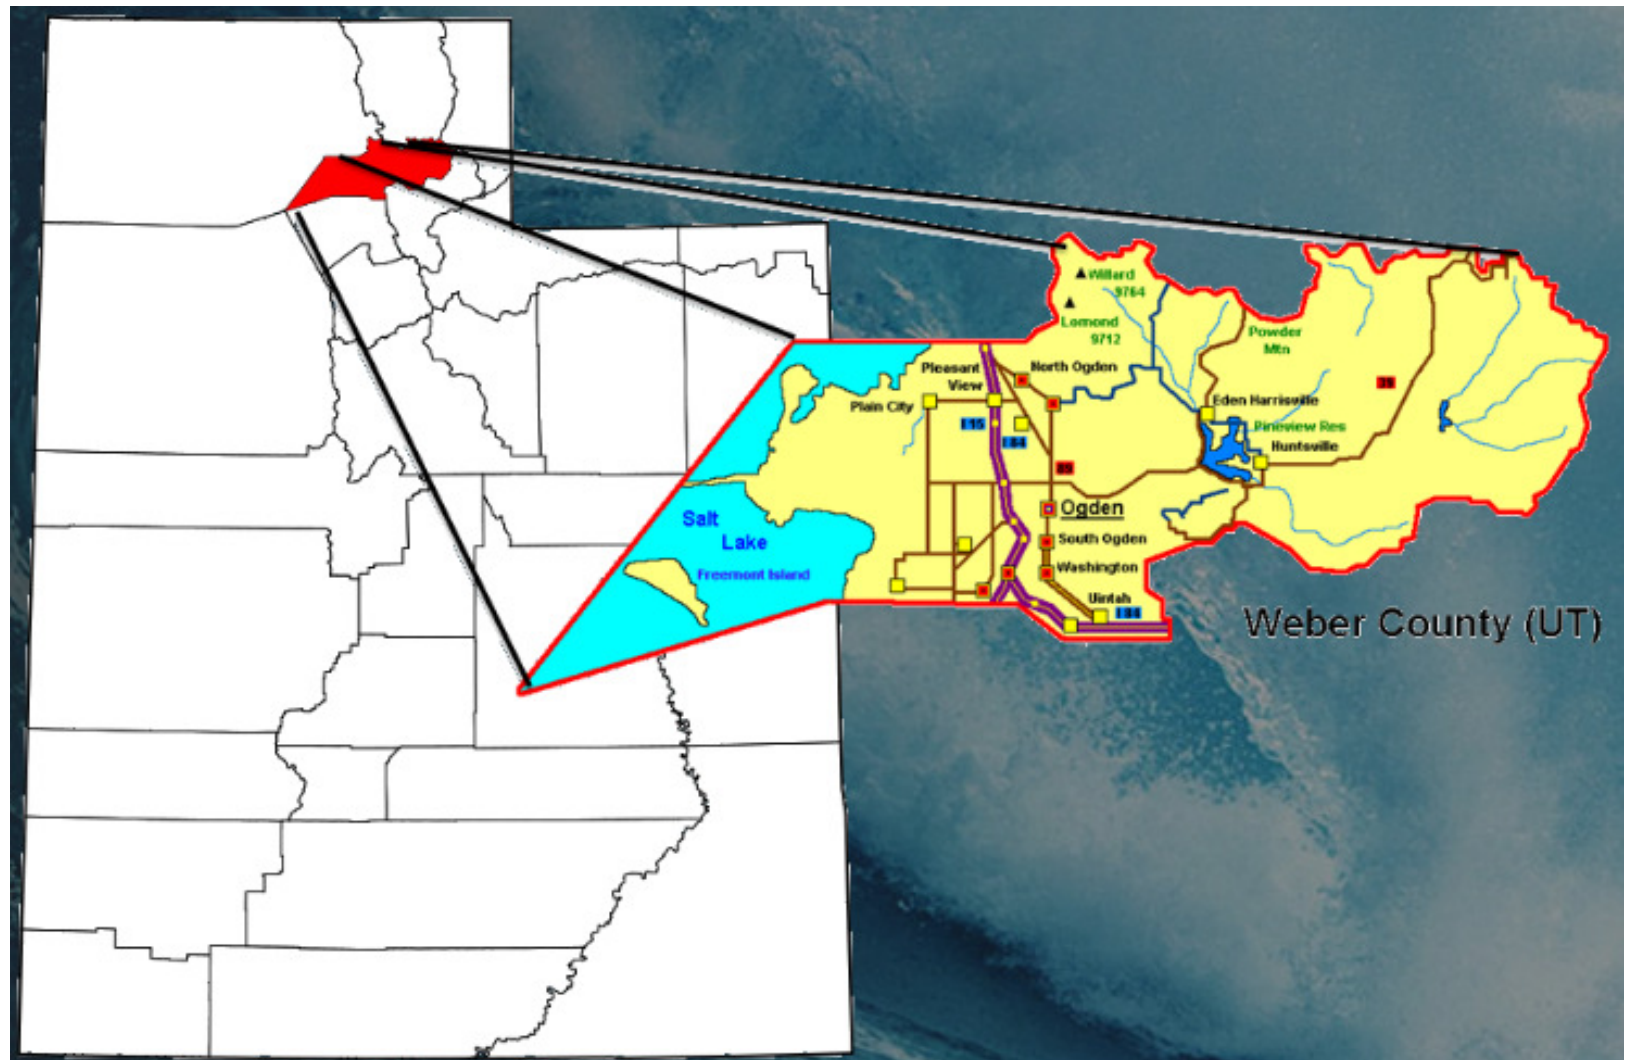 Willard
9764
Lomond
9712
Powder
Mtn
Pleasant
View
North Ogden
39
Plain City
Eden Harrisville
I 15
I 84
Pineview Res
Huntsville
89
Ogden
Salt
Lake
South Ogden
Freemont Island
Washington
Uintah
I 84
Weber County (UT)